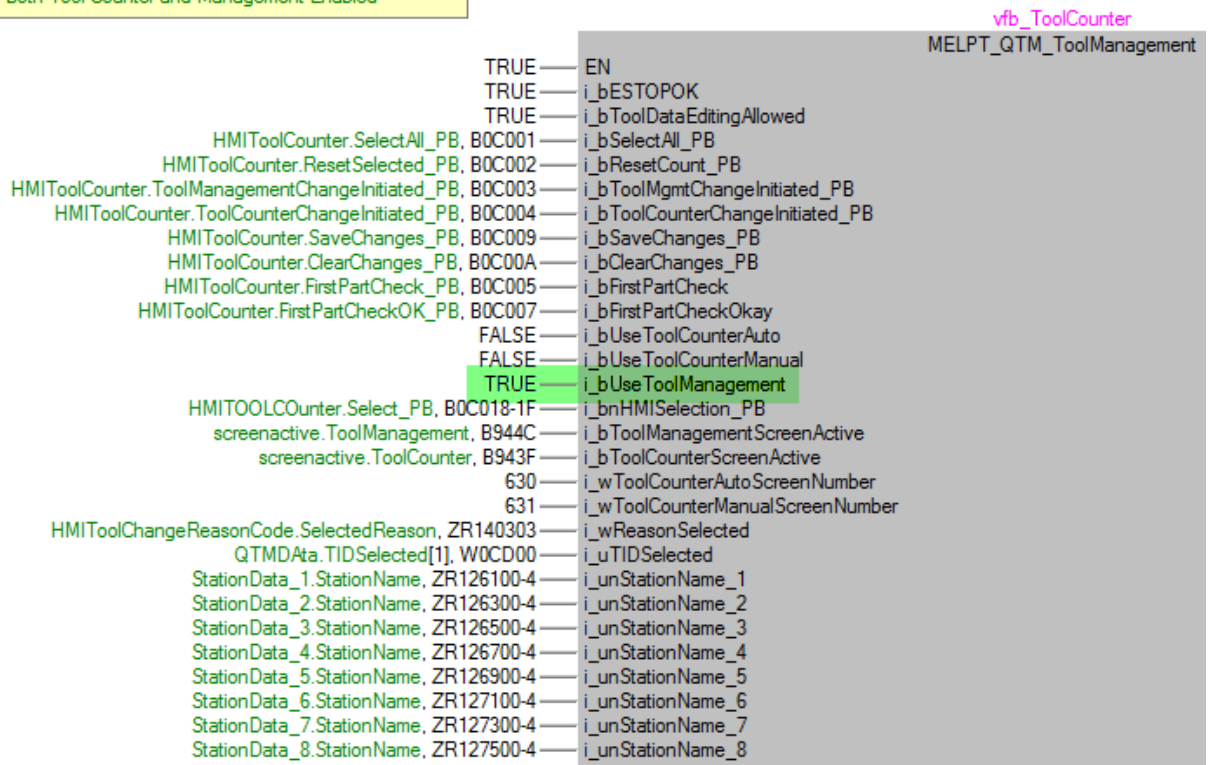 Both Tool Counter and Management Enabled
vfb_ToolCounter
MELPT_QTM_ToolManagement
TRUE EN
TRUE i_bESTOPOK
TRUE i_bToolDataEditingAllowed
HMIToolCounter.SelectAll_PB, B0C001 i_bSelectAll_PB
HMIToolCounter.ResetSelected_PB, B0C002 i_bResetCount_PB
HMIToolCounter.ToolManagementChangeInitiated_PB, B0C003 i_bToolMgmtChangeInitiated_PB
HMIToolCounter.ToolCounterChangeInitiated_PB, B0C004 i_bToolCounterChangeInitiated_PB
HMIToolCounter.SaveChanges_PB, B0C009 i_bSaveChanges_PB
HMIToolCounter.ClearChanges_PB, B0C00A i_bClearChanges_PB
HMIToolCounter.FirstPartCheck_PB, B0C005 i_bFirstPartCheck
HMIToolCounter.FirstPartCheckOK_PB, B0C007 i_bFirstPartCheckOkay
FALSE i_bUseToolCounterAuto
FALSE i_bUseToolCounterManual
TRUE i_bUseToolManagement
HMITOOLCOunter.Select_PB, B0C018-1F i_bnHMISelection_PB
screenactive.ToolManagement, B944C i_bToolManagementScreenActive
screenactive.ToolCounter, B943F i_bToolCounterScreenActive
630 i_wToolCounterAutoScreenNumber
631 i_wToolCounterManualScreenNumber
HMIToolChangeReasonCode.SelectedReason, ZR140303 i_wReasonSelected
QTMDAta.TIDSelected[1], W0CD00 i_uTIDSelected
StationData_1.StationName, ZR126100-4 i_unStationName_1
StationData_2.StationName, ZR126300-4 i_unStationName_2
StationData_3.StationName, ZR126500-4 i_unStationName_3
StationData_4.StationName, ZR126700-4 i_unStationName_4
StationData_5.StationName, ZR126900-4 i_unStationName_5
StationData_6.StationName, ZR127100-4 i_unStationName_6
StationData_7.StationName, ZR127300-4 i_unStationName_7
StationData_8.StationName, ZR127500-4 i_unStationName_8